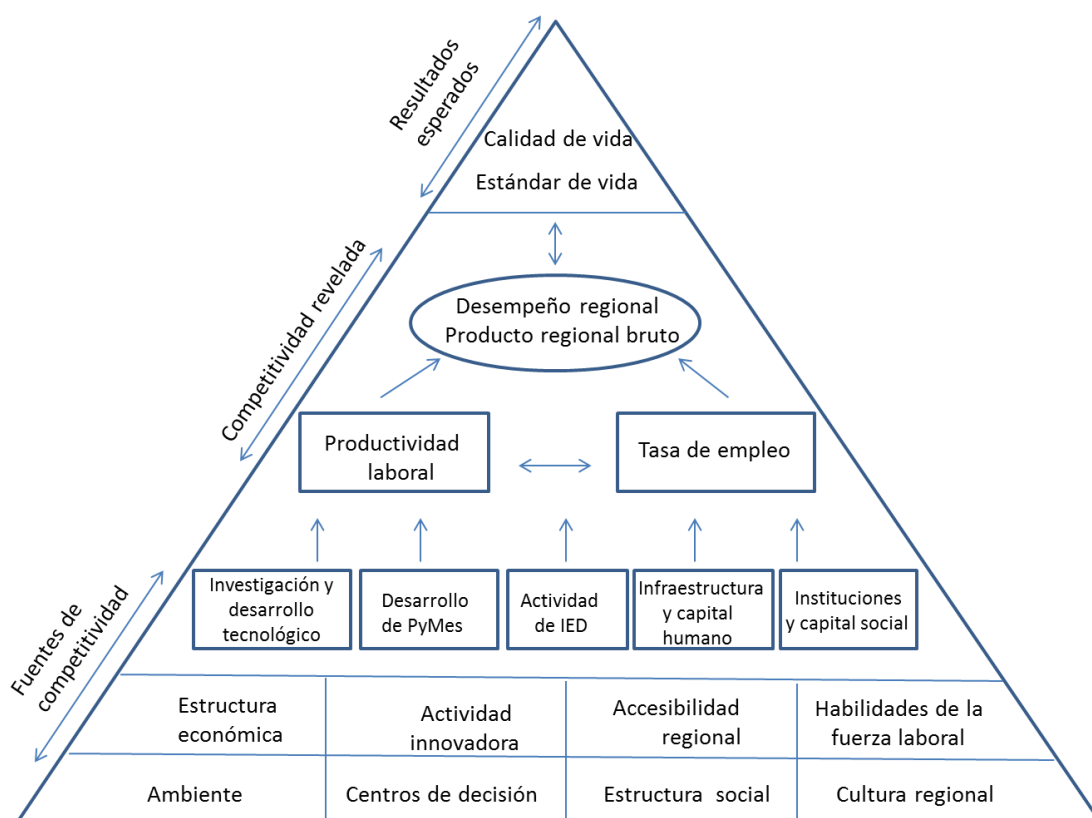 Resultados
esperados
Calidad de vida
Estándar de vida
Competitividad revelada
Desempeño regional
Producto regional bruto
Productividad
laboral
Tasa de empleo
Fuentes de
competitividad
Investigación y
desarrollo
tecnológico
Desarrollo
de PyMes
Actividad
de IED
Infraestructura
y capital
humano
Instituciones
y capital social
Estructura
económica
Actividad
innovadora
Accesibilidad
regional
Habilidades de la
fuerza laboral
Ambiente
Centros de decisión
Estructura social
Cultura regional